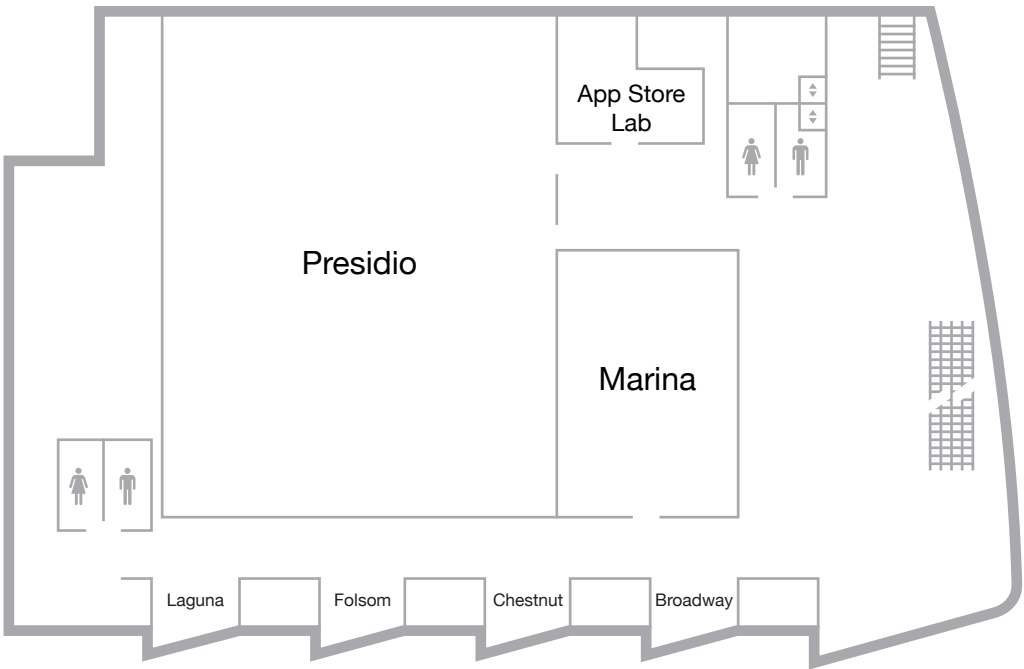 App Store
Lab
Presidio
Marina
Laguna
Folsom
Chestnut
Broadway